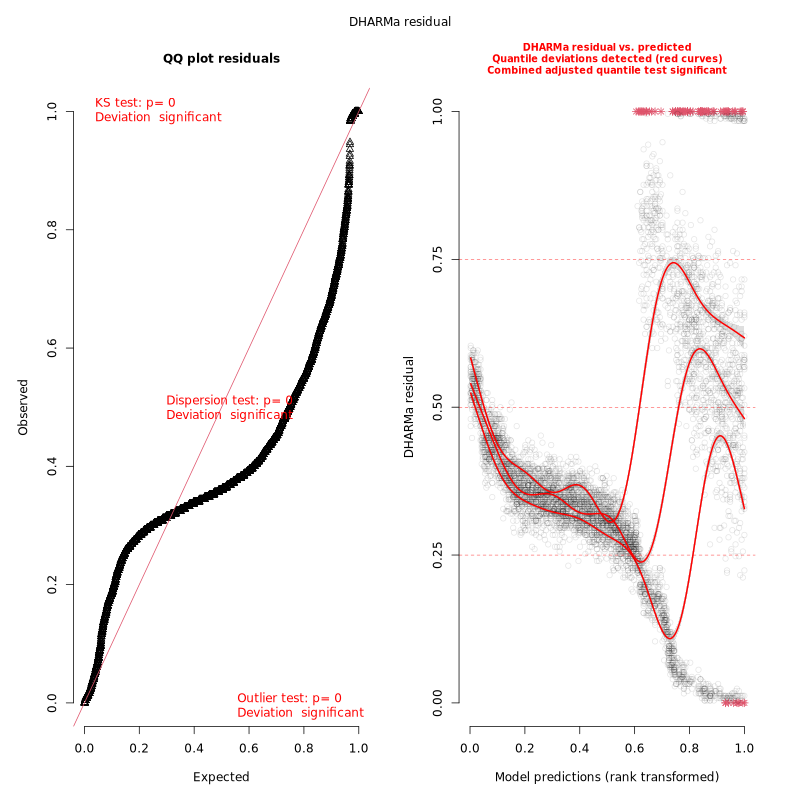 DHARMa residual
QQ plot residuals
KS test: p= 0
Deviation  significant
Dispersion test: p= 0
Deviation  significant
Outlier test: p= 0
Deviation  significant
Observed
0.0 0.2 0.4 0.6 0.8 1.0
0.0 0.2 0.4 0.6 0.8 1.0
Expected
DHARMa residual vs. predicted
Quantile deviations detected (red curves)
Combined adjusted quantile test significant
DHARMa residual
0.00 0.25 0.50 0.75 1.00
0.0 0.2 0.4 0.6 0.8 1.0
Model predictions (rank transformed)